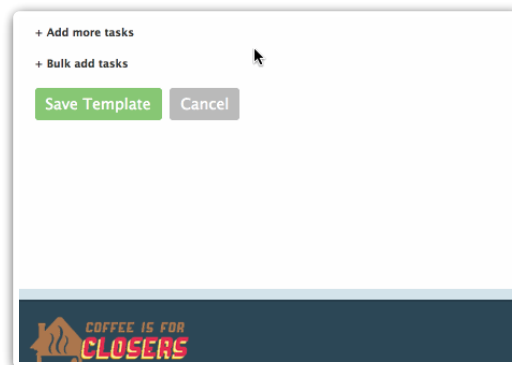 + Add more tasks
+ Bulk add tasks
Save Template Cancel
COFFEE IS FOR
CLOSERS